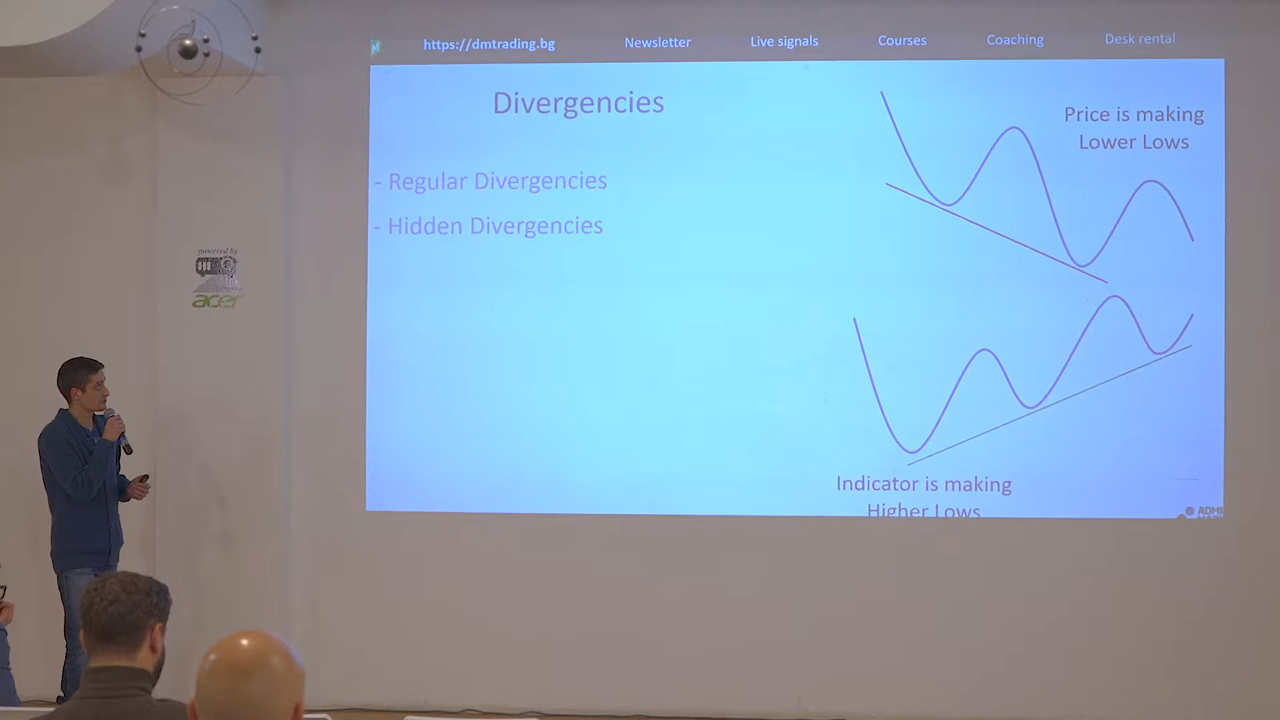 https://dmtrading.bg Newsletter Live signals Courses Coaching Desk rental
Divergencies
- Regular Divergencies
- Hidden Divergencies
Price is making
Lower Lows
Indicator is making
Higher Lows
powered by
acer